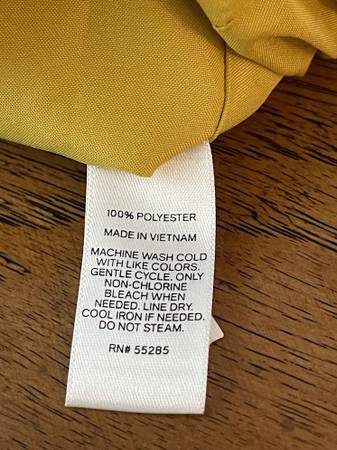 100% POLYESTER
MADE IN VIETNAM
MACHINE WASH COLD
WITH LIKE COLORS.
GENTLE CYCLE. ONLY
NON-CHLORINE
BLEACH WHEN
NEEDED. LINE DRY.
COOL IRON IF NEEDED.
DO NOT STEAM.
RN# 55285